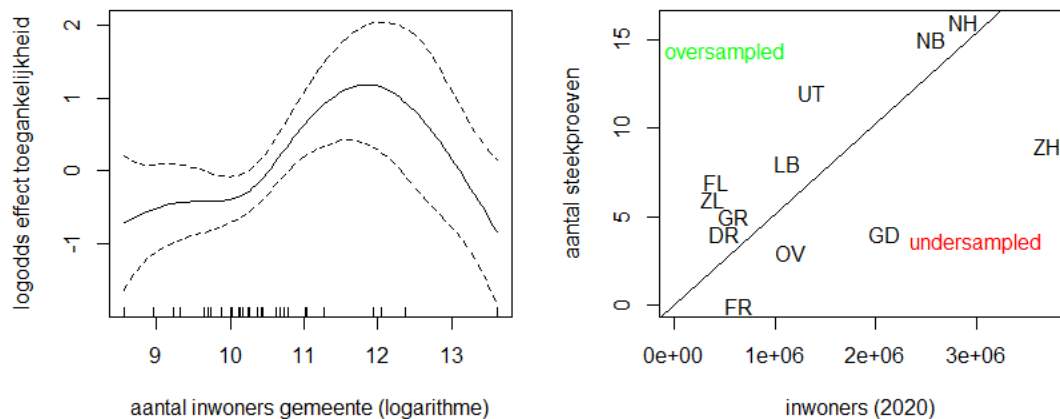 logodds effect toegankelijkheid
2
1
0
-1
9 10 11 12 13
aantal inwoners gemeente (logarithme)
aantal steekproeven
15
10
5
0
oversampled
NH
NB
UT
ZH
LB
FL
ZL
GR
DR
GD
undersampled
OV
FR
0e+00 1e+06 2e+06 3e+06
inwoners (2020)